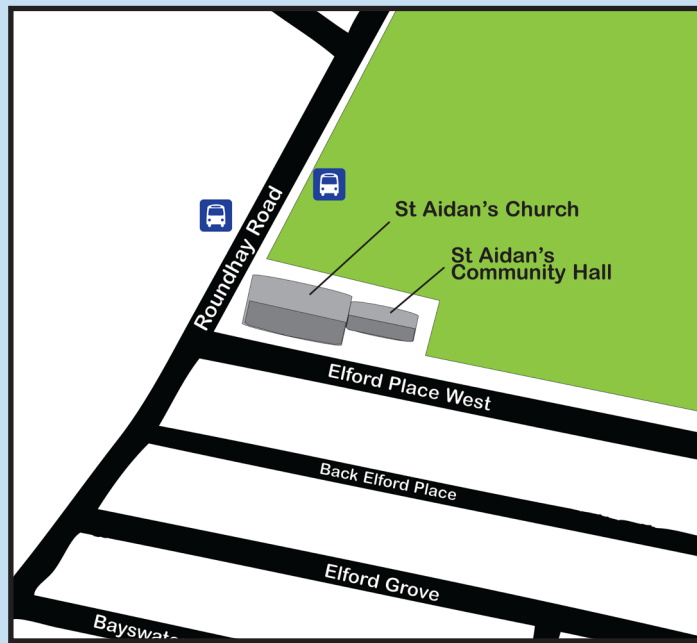 St Aidan's Church
St Aidan's
Community Hall
Roundhay Road
Elford Place West
Back Elford Place
Elford Grove